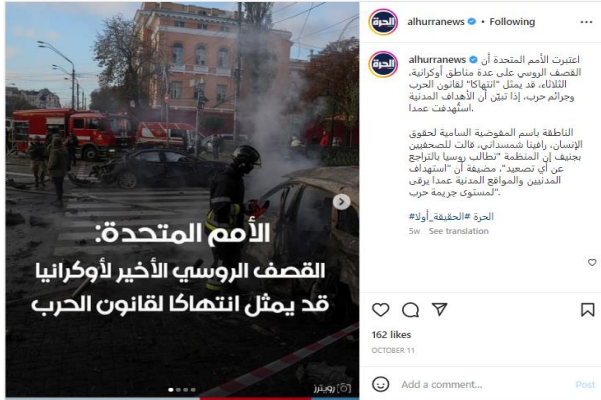 الحرة
alhurranews • Following
...
الحرة
alhurranews اعتبرت الأمم المتحدة أن
القصف الروسي على عدة مناطق أوكرانية،
الثلاثاء، قد يمثل "انتهاكا" لقانون الحرب
وجرائم حرب، إذا تبيّن أن الأهداف المدنية
استُهدفت عمدا.
الناطقة باسم المفوضية السامية لحقوق
الإنسان، رافينا شمسداني، قالت للصحفيين
بجنيف إن المنظمة "تطالب روسيا بالتراجع
عن أي تصعيد"، مضيفة أن "استهداف
المدنيين والمواقع المدنية عمدا يرقى
لمستوى جريمة حرب".
#الحقيقة_أولا #الحرة
5w See translation
الأمم المتحدة:
القصف الروسي الأخير لأوكرانيا
قد يمثل انتهاكا لقانون الحرب
رويترز
162 likes
OCTOBER 11
Add a comment...
Post